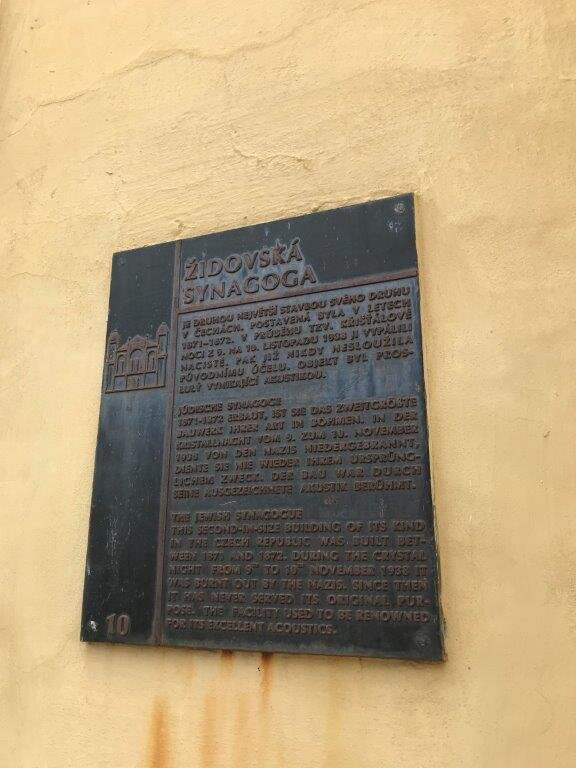 ŽIDOVSKÁ
SYNAGOGA
JE DRUHOU NEJVĚTŠÍ STAVBOU SVÉHO DRUHU
V ČECHÁCH. POSTAVENÁ BYLA V LETECH
1871-1872. V PRŮBĚHU TZV. KŘIŠŤÁLOVÉ
NOCI Z 9. NA 10. LISTOPADU 1938 JI VYPÁLILI
NACISTÉ. PAK JIŽ NIKDY NESLOUŽILA
PŮVODNÍMU ÚČELU. OBJEKT BYL PROS-
LULÝ VYNIKAJÍCÍ AKUSTIKOU.
JÜDISCHE SYNAGOGE
1871-1872 ERBAUT, IST SIE DAS ZWEITGRÖßTE
BAUWERK IHRER ART IN BÖHMEN. IN DER
KRISTALLNACHT VOM 9. ZUM 10. NOVEMBER
1938 VON DEN NAZIS NIEDERGEBRANNT,
DIENTE SIE NIE WIEDER IHREM URSPRÜNG-
LICHEM ZWECK. DER BAU WAR DURCH
SEINE AUSGEZEICHNETE AKUSTIK BERÜHMT.
THE JEWISH SYNAGOGUE
THIS SECOND-IN-SIZE BUILDING OF ITS KIND
IN THE CZECH REPUBLIC WAS BUILT BET-
WEEN 1871 AND 1872. DURING THE CRYSTAL
NIGHT FROM 9TH TO 10TH NOVEMBER 1938 IT
WAS BURNT OUT BY THE NAZIS. SINCE THEN
IT HAS NEVER SERVED ITS ORIGINAL PUR-
POSE. THE FACILITY USED TO BE RENOWNED
FOR ITS EXCELLENT ACOUSTICS.
10